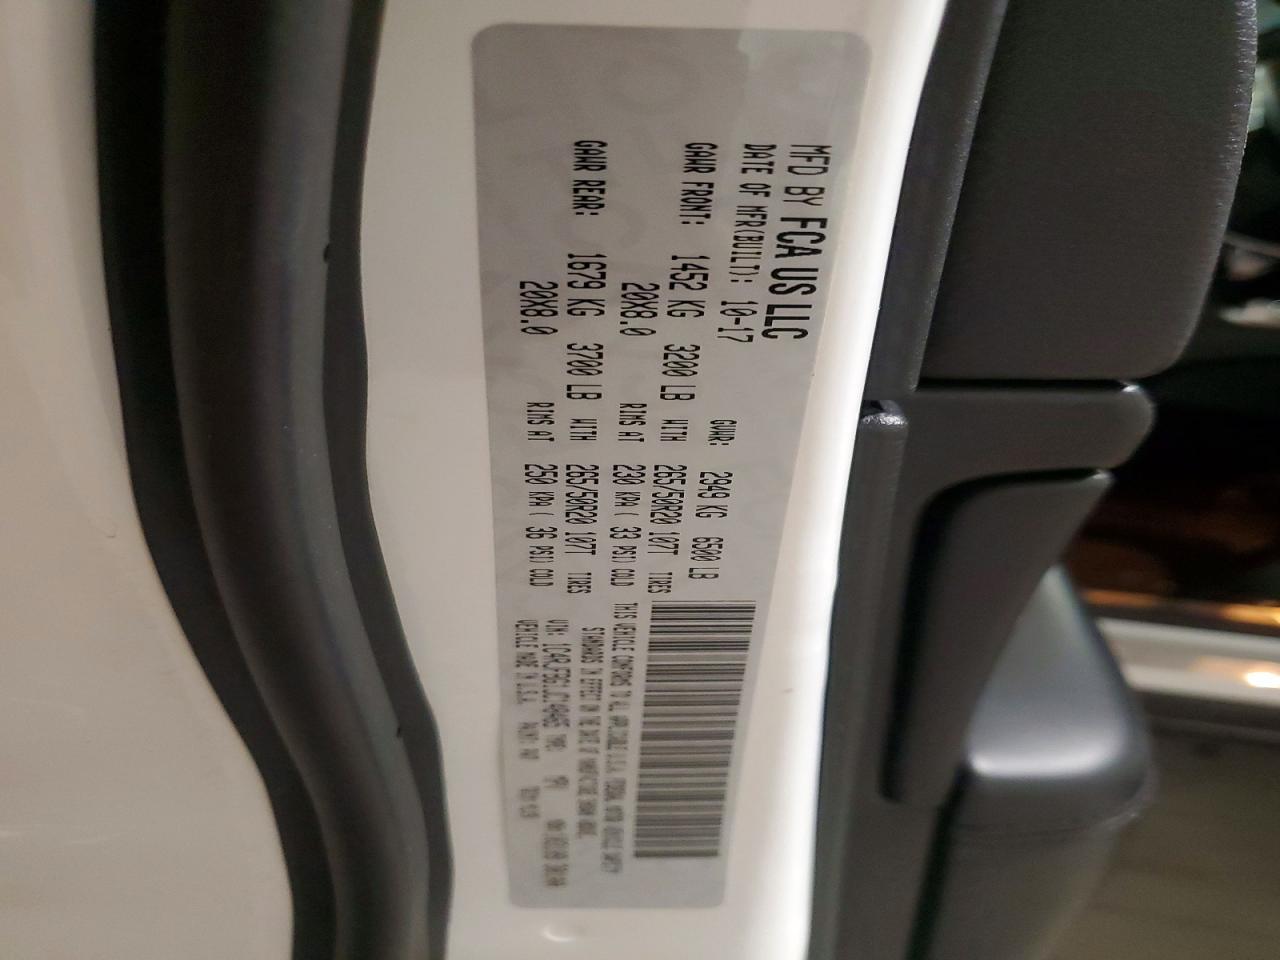 MFD BY FCA US LLC
DATE OF MFR(BUILT): 10-17
GVWR: 2949 KG 6500 LB
GAWR FRONT: 1452 KG 3200 LB WITH 265/50R20 107T TIRES
20X8.0 RIMS AT 230 KPA( 33 PSI) COLD
GAWR REAR: 1679 KG 3700 LB WITH 265/50R20 107T TIRES
20X8.0 RIMS AT 250 KPA( 36 PSI) COLD
THIS VEHICLE CONFORMS TO ALL APPLICABLE U.S.A. FEDERAL MOTOR VEHICLE SAFETY
STANDARDS IN EFFECT ON THE DATE OF MANUFACTURE SHOWN ABOVE.
VIN: TYPE:
VEHICLE MADE IN U.S.A. PAINT: